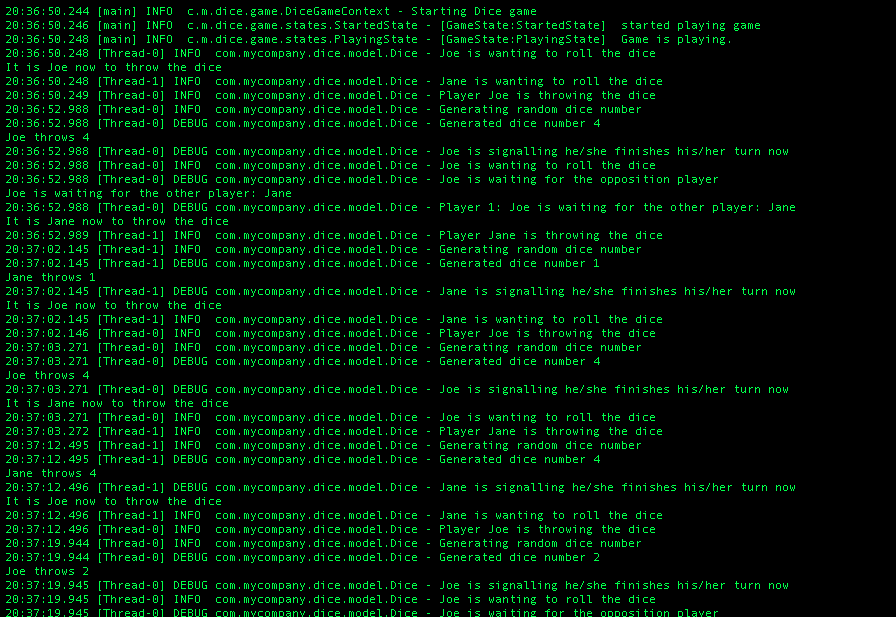 20:36:50.244 [main] INFO  c.m.dice.game.DiceGameContext - Starting Dice game
20:36:50.246 [main] INFO  c.m.dice.game.states.StartedState - [GameState:StartedState]  started playing game
20:36:50.248 [main] INFO  c.m.dice.game.states.PlayingState - [GameState:PlayingState]  Game is playing.
20:36:50.248 [Thread-0] INFO  com.mycompany.dice.model.Dice - Joe is wanting to roll the dice
It is Joe now to throw the dice
20:36:50.248 [Thread-1] INFO  com.mycompany.dice.model.Dice - Jane is wanting to roll the dice
20:36:50.249 [Thread-0] INFO  com.mycompany.dice.model.Dice - Player Joe is throwing the dice
20:36:52.988 [Thread-0] INFO  com.mycompany.dice.model.Dice - Generating random dice number
20:36:52.988 [Thread-0] DEBUG com.mycompany.dice.model.Dice - Generated dice number 4
Joe throws 4
20:36:52.988 [Thread-0] DEBUG com.mycompany.dice.model.Dice - Joe is signalling he/she finishes his/her turn now
20:36:52.988 [Thread-0] INFO  com.mycompany.dice.model.Dice - Joe is wanting to roll the dice
20:36:52.988 [Thread-0] DEBUG com.mycompany.dice.model.Dice - Joe is waiting for the opposition player
Joe is waiting for the other player: Jane
20:36:52.988 [Thread-0] DEBUG com.mycompany.dice.model.Dice - Player 1: Joe is waiting for the other player: Jane
It is Jane now to throw the dice
20:36:52.989 [Thread-1] INFO  com.mycompany.dice.model.Dice - Player Jane is throwing the dice
20:37:02.145 [Thread-1] INFO  com.mycompany.dice.model.Dice - Generating random dice number
20:37:02.145 [Thread-1] DEBUG com.mycompany.dice.model.Dice - Generated dice number 1
Jane throws 1
20:37:02.145 [Thread-1] DEBUG com.mycompany.dice.model.Dice - Jane is signalling he/she finishes his/her turn now
It is Joe now to throw the dice
20:37:02.145 [Thread-1] INFO  com.mycompany.dice.model.Dice - Jane is wanting to roll the dice
20:37:02.146 [Thread-0] INFO  com.mycompany.dice.model.Dice - Player Joe is throwing the dice
20:37:03.271 [Thread-0] INFO  com.mycompany.dice.model.Dice - Generating random dice number
20:37:03.271 [Thread-0] DEBUG com.mycompany.dice.model.Dice - Generated dice number 4
Joe throws 4
20:37:03.271 [Thread-0] DEBUG com.mycompany.dice.model.Dice - Joe is signalling he/she finishes his/her turn now
It is Jane now to throw the dice
20:37:03.271 [Thread-0] INFO  com.mycompany.dice.model.Dice - Joe is wanting to roll the dice
20:37:03.272 [Thread-1] INFO  com.mycompany.dice.model.Dice - Player Jane is throwing the dice
20:37:12.495 [Thread-1] INFO  com.mycompany.dice.model.Dice - Generating random dice number
20:37:12.495 [Thread-1] DEBUG com.mycompany.dice.model.Dice - Generated dice number 4
Jane throws 4
20:37:12.496 [Thread-1] DEBUG com.mycompany.dice.model.Dice - Jane is signalling he/she finishes his/her turn now
It is Joe now to throw the dice
20:37:12.496 [Thread-1] INFO  com.mycompany.dice.model.Dice - Jane is wanting to roll the dice
20:37:12.496 [Thread-0] INFO  com.mycompany.dice.model.Dice - Player Joe is throwing the dice
20:37:19.944 [Thread-0] INFO  com.mycompany.dice.model.Dice - Generating random dice number
20:37:19.944 [Thread-0] DEBUG com.mycompany.dice.model.Dice - Generated dice number 2
Joe throws 2
20:37:19.945 [Thread-0] DEBUG com.mycompany.dice.model.Dice - Joe is signalling he/she finishes his/her turn now
20:37:19.945 [Thread-0] INFO  com.mycompany.dice.model.Dice - Joe is wanting to roll the dice
20:37:19.945 [Thread-0] DEBUG com.mycompany.dice.model.Dice - Joe is waiting for the opposition player